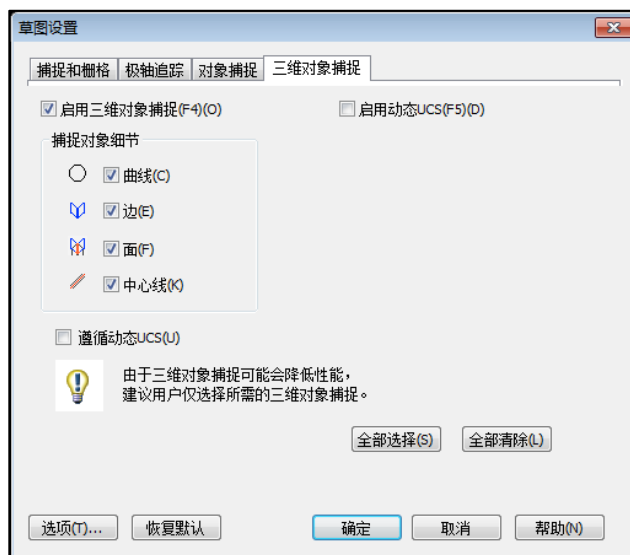 草图设置
捕捉和栅格 极轴追踪 对象捕捉 三维对象捕捉
启用三维对象捕捉(F4)(O) 启用动态UCS(F5)(D)
捕捉对象细节
曲线(C)
边(E)
面(F)
中心线(K)
遵循动态UCS(U)
由于三维对象捕捉可能会降低性能，
建议用户仅选择所需的三维对象捕捉。
全部选择(S) 全部清除(L)
选项(T)... 恢复默认 确定 取消 帮助(N)